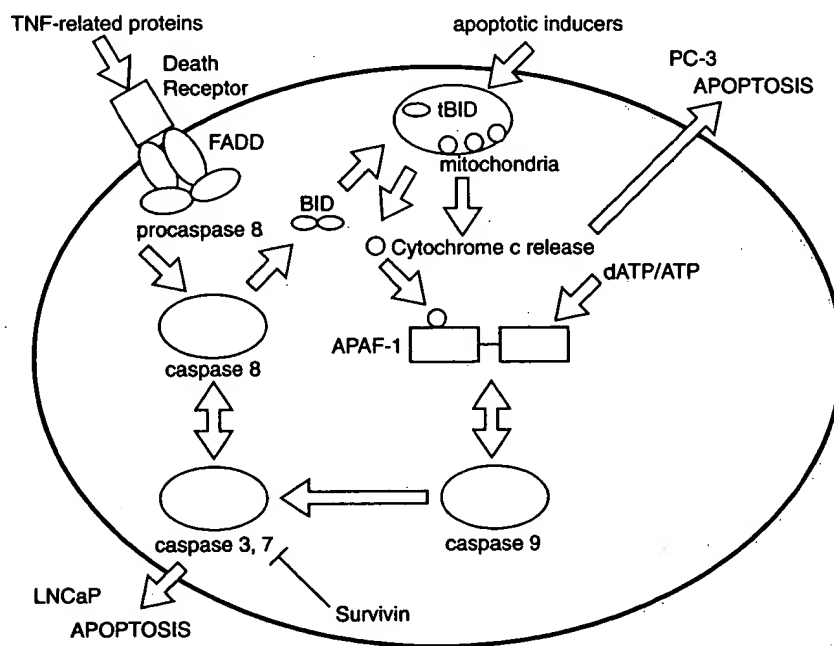 TNF-related proteins
apoptotic inducers
Death
Receptor
PC-3
APOPTOSIS
tBID
FADD
mitochondria
BID
procaspase 8
Cytochrome c release
dATP/ATP
APAF-1
caspase 8
caspase 3, 7
caspase 9
LNCaP
APOPTOSIS
Survivin